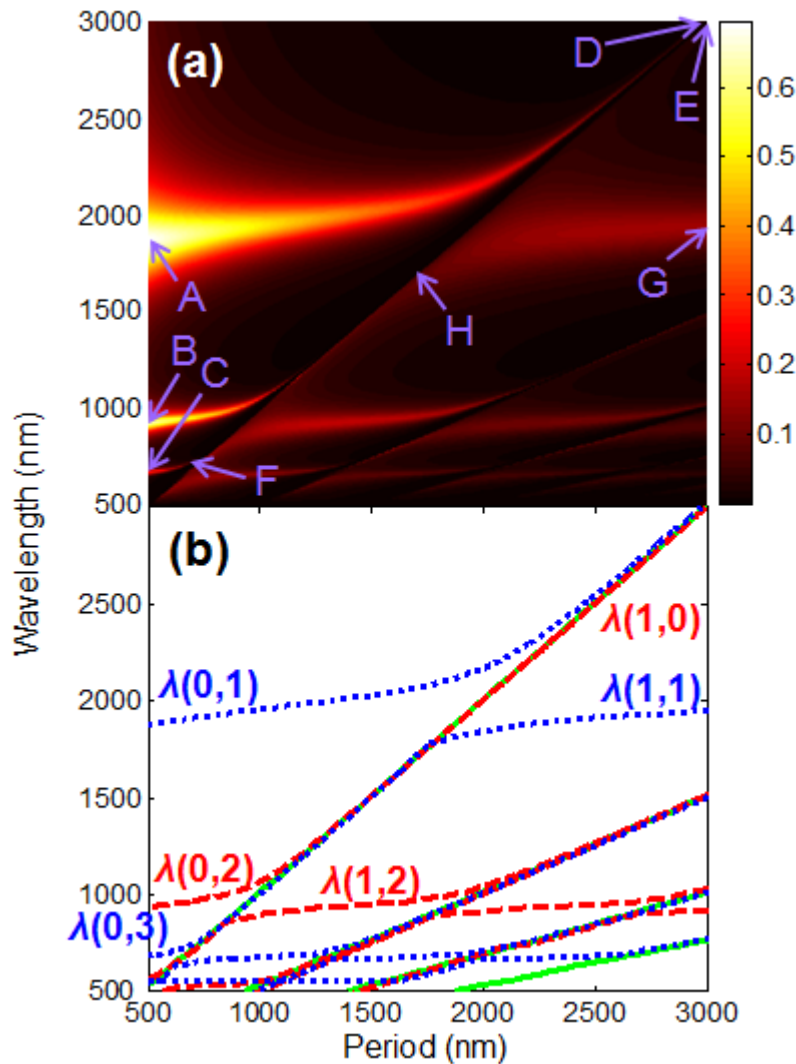 3000
(a)
D
E
0.6
2500
0.5
2000
0.4
A
G
1500
H
0.3
B
C
0.2
1000
F
0.1
500
Wavelength (nm)
(b)
2500
λ(1,0)
λ(0,1)
λ(1,1)
2000
1500
λ(0,2)
λ(1,2)
1000
λ(0,3)
500
500 1000 1500 2000 2500 3000
Period (nm)